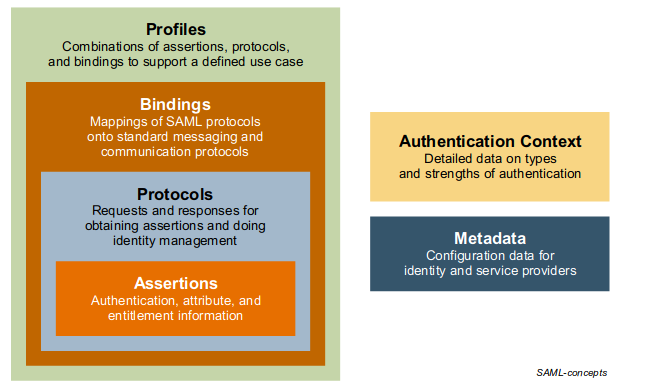 Profiles
Combinations of assertions, protocols,
and bindings to support a defined use case
Bindings
Mappings of SAML protocols
onto standard messaging and
communication protocols
Protocols
Requests and responses for
obtaining assertions and doing
identity management
Assertions
Authentication, attribute, and
entitlement information
Authentication Context
Detailed data on types
and strengths of authentication
Metadata
Configuration data for
identity and service providers
SAML-concepts